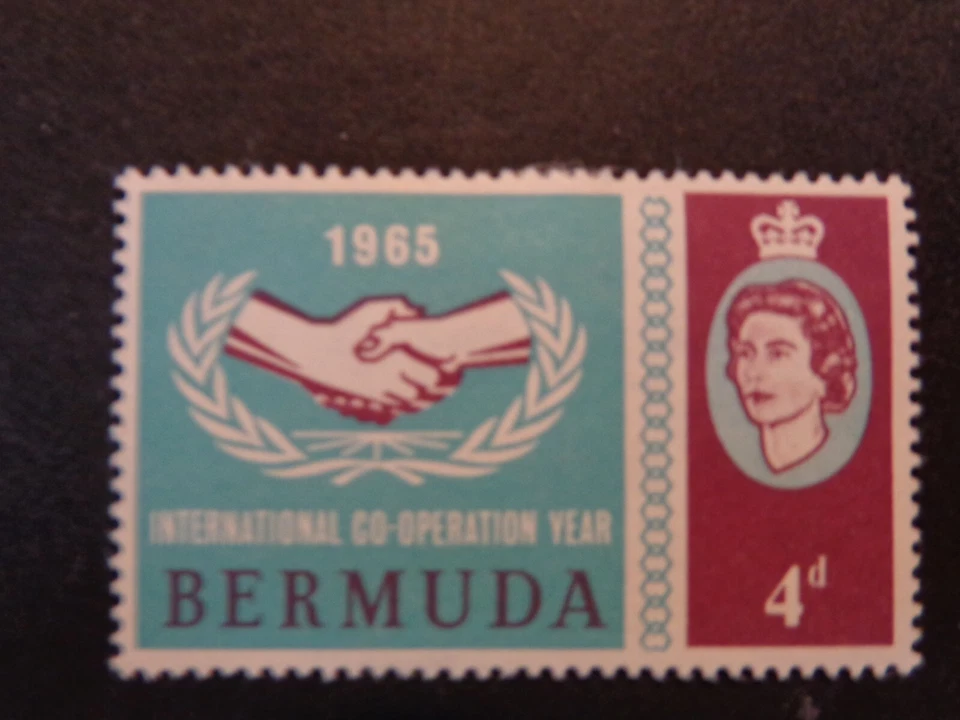 1965
INTERNATIONAL CO-OPERATION YEAR
BERMUDA
4d